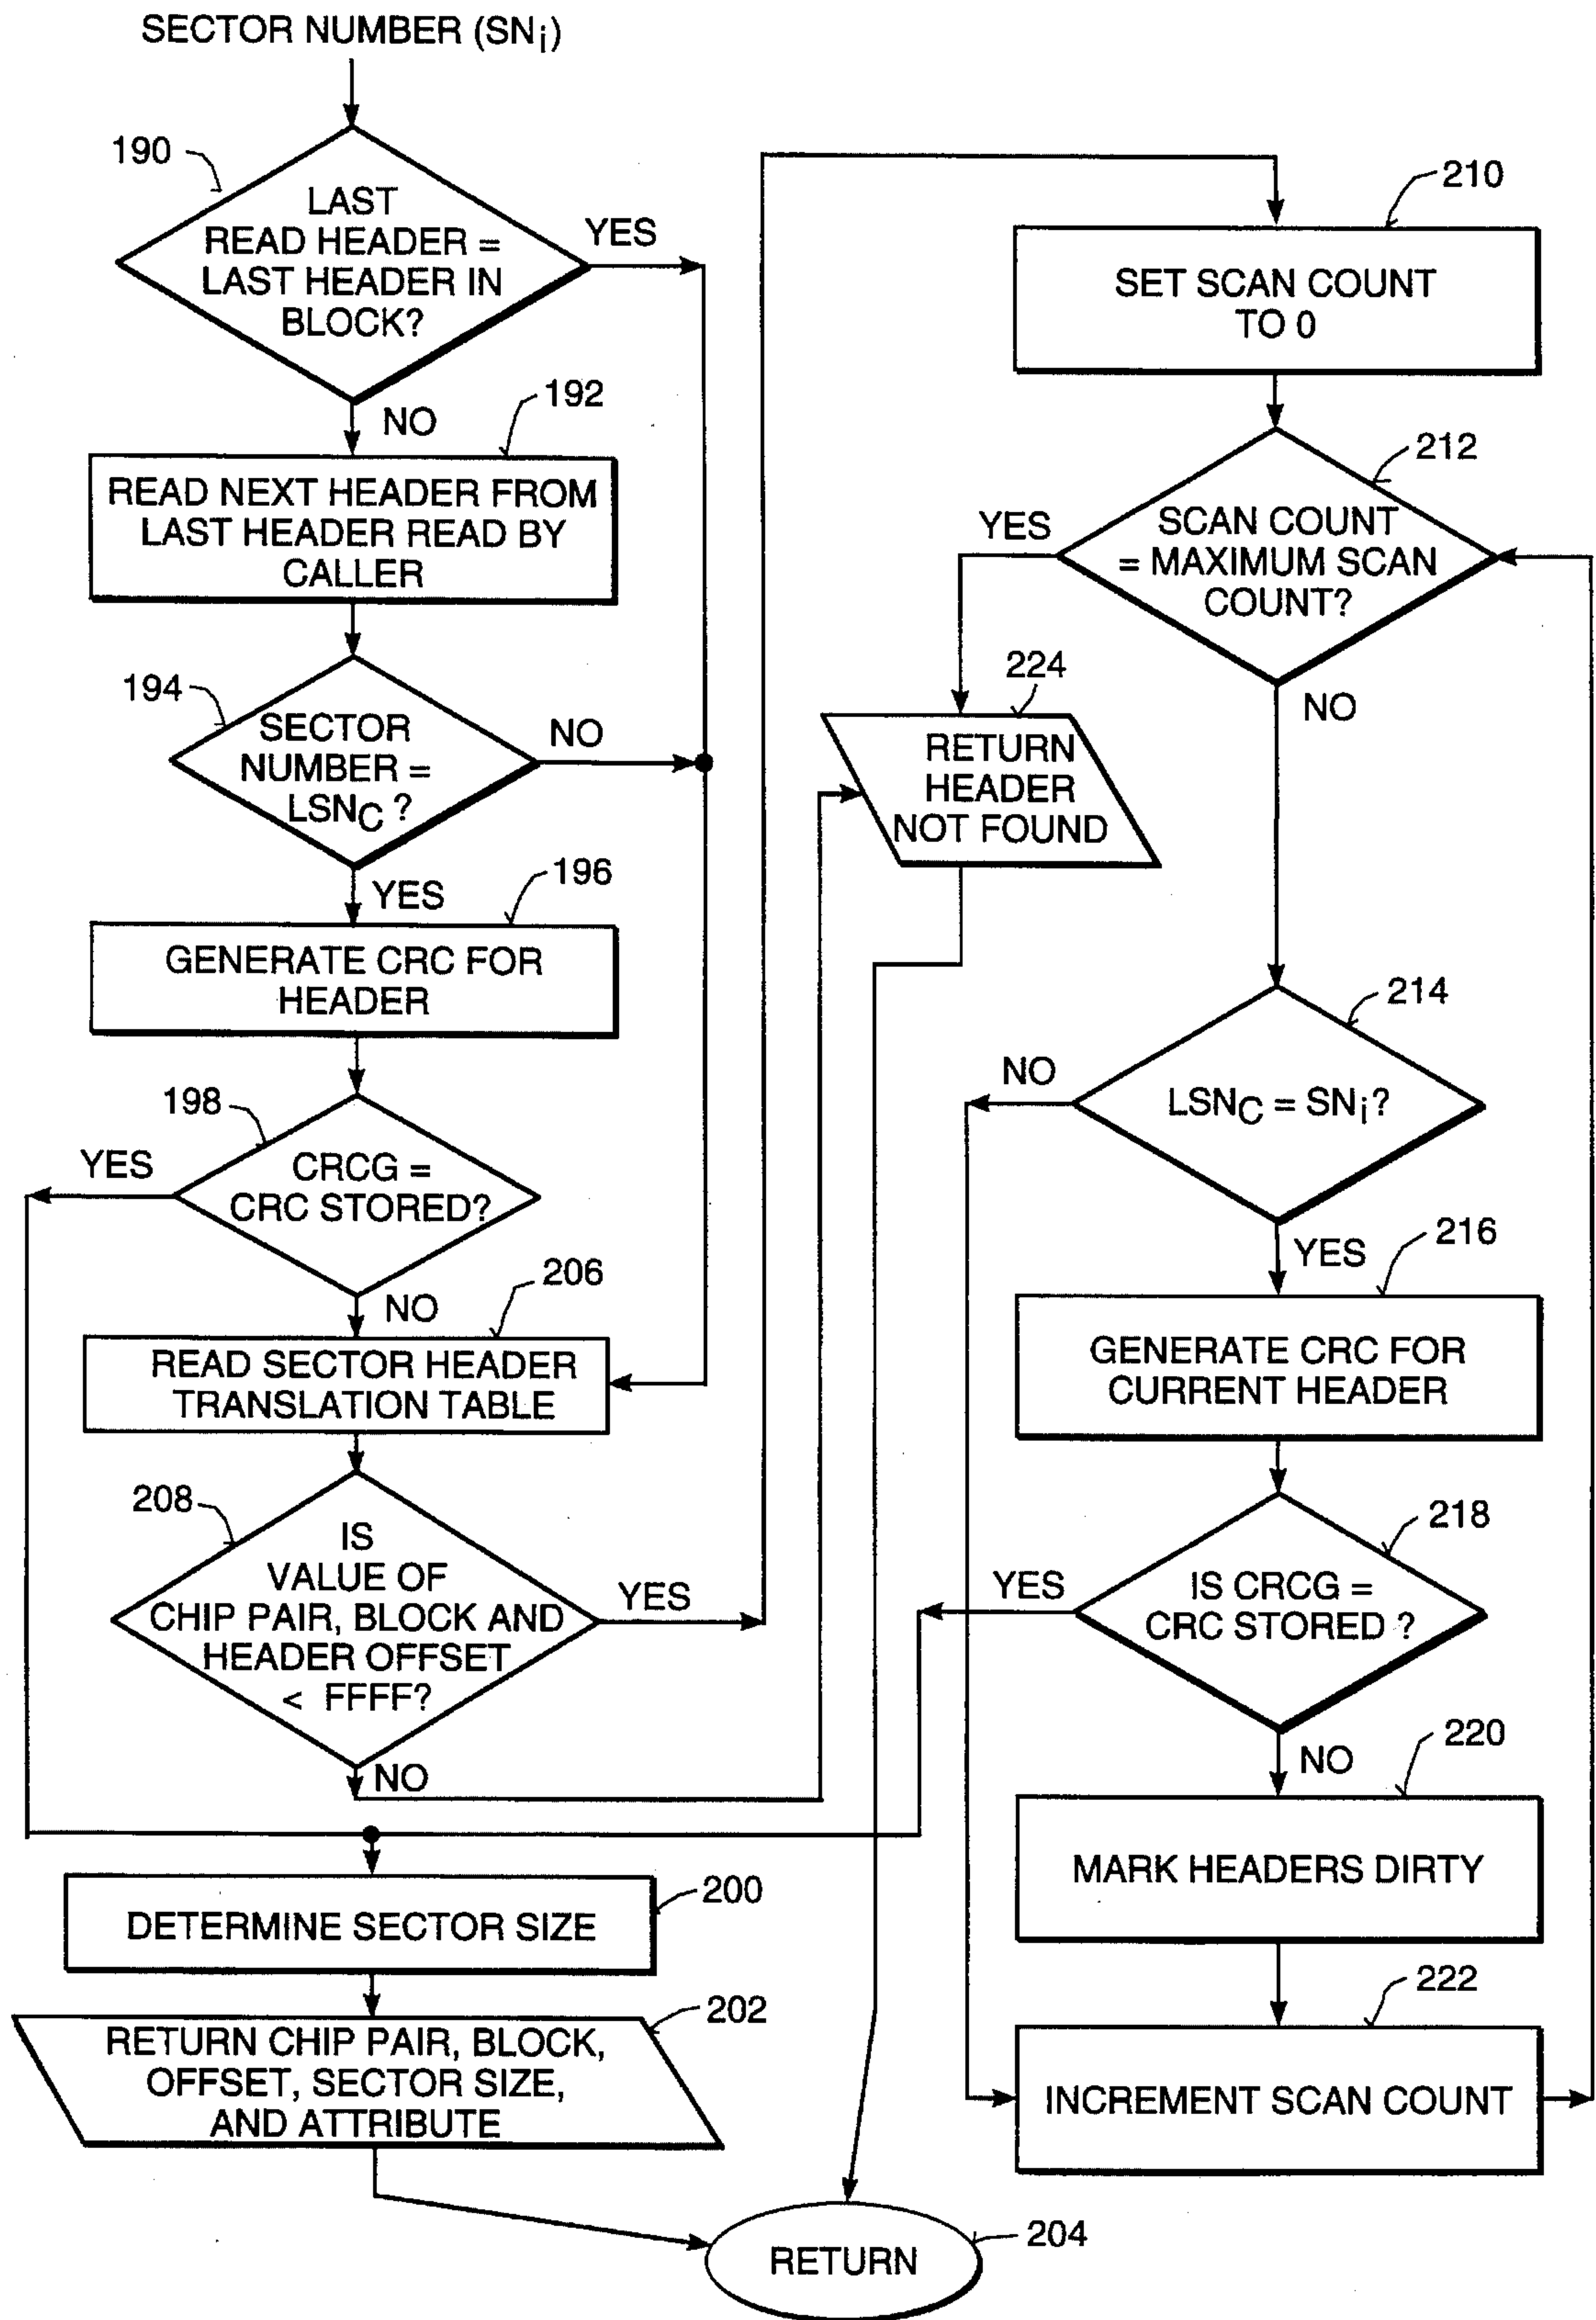 SECTOR NUMBER (SNi)
190
LAST
READ HEADER =
LAST HEADER IN
BLOCK?
YES
NO
192
READ NEXT HEADER FROM
LAST HEADER READ BY
CALLER
194
SECTOR
NUMBER =
LSNC ?
NO
YES
196
GENERATE CRC FOR
HEADER
198
YES
CRCG =
CRC STORED?
NO
206
READ SECTOR HEADER
TRANSLATION TABLE
208
IS
VALUE OF
CHIP PAIR, BLOCK AND
HEADER OFFSET
< FFFF?
YES
NO
200
DETERMINE SECTOR SIZE
202
RETURN CHIP PAIR, BLOCK,
OFFSET, SECTOR SIZE,
AND ATTRIBUTE
210
SET SCAN COUNT
TO 0
212
YES
SCAN COUNT
= MAXIMUM SCAN
COUNT?
NO
224
RETURN
HEADER
NOT FOUND
214
NO
LSNC = SNi?
YES
216
GENERATE CRC FOR
CURRENT HEADER
218
YES
IS CRCG =
CRC STORED ?
NO
220
MARK HEADERS DIRTY
222
INCREMENT SCAN COUNT
204
RETURN